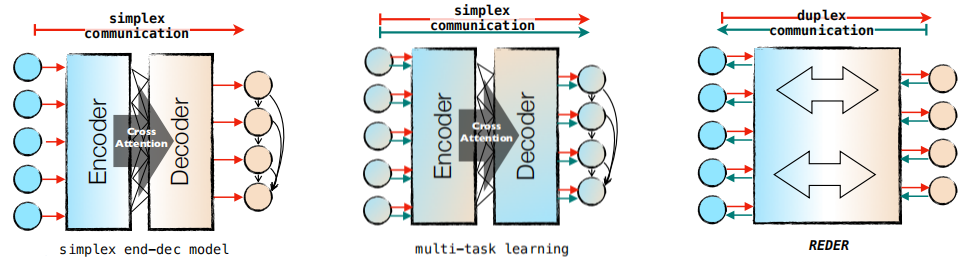 simplex
communication
Encoder
Cross
Attention
Decoder
simplex end-dec model
simplex
communication
Encoder
Cross
Attention
Decoder
multi-task learning
duplex
communication
REDER